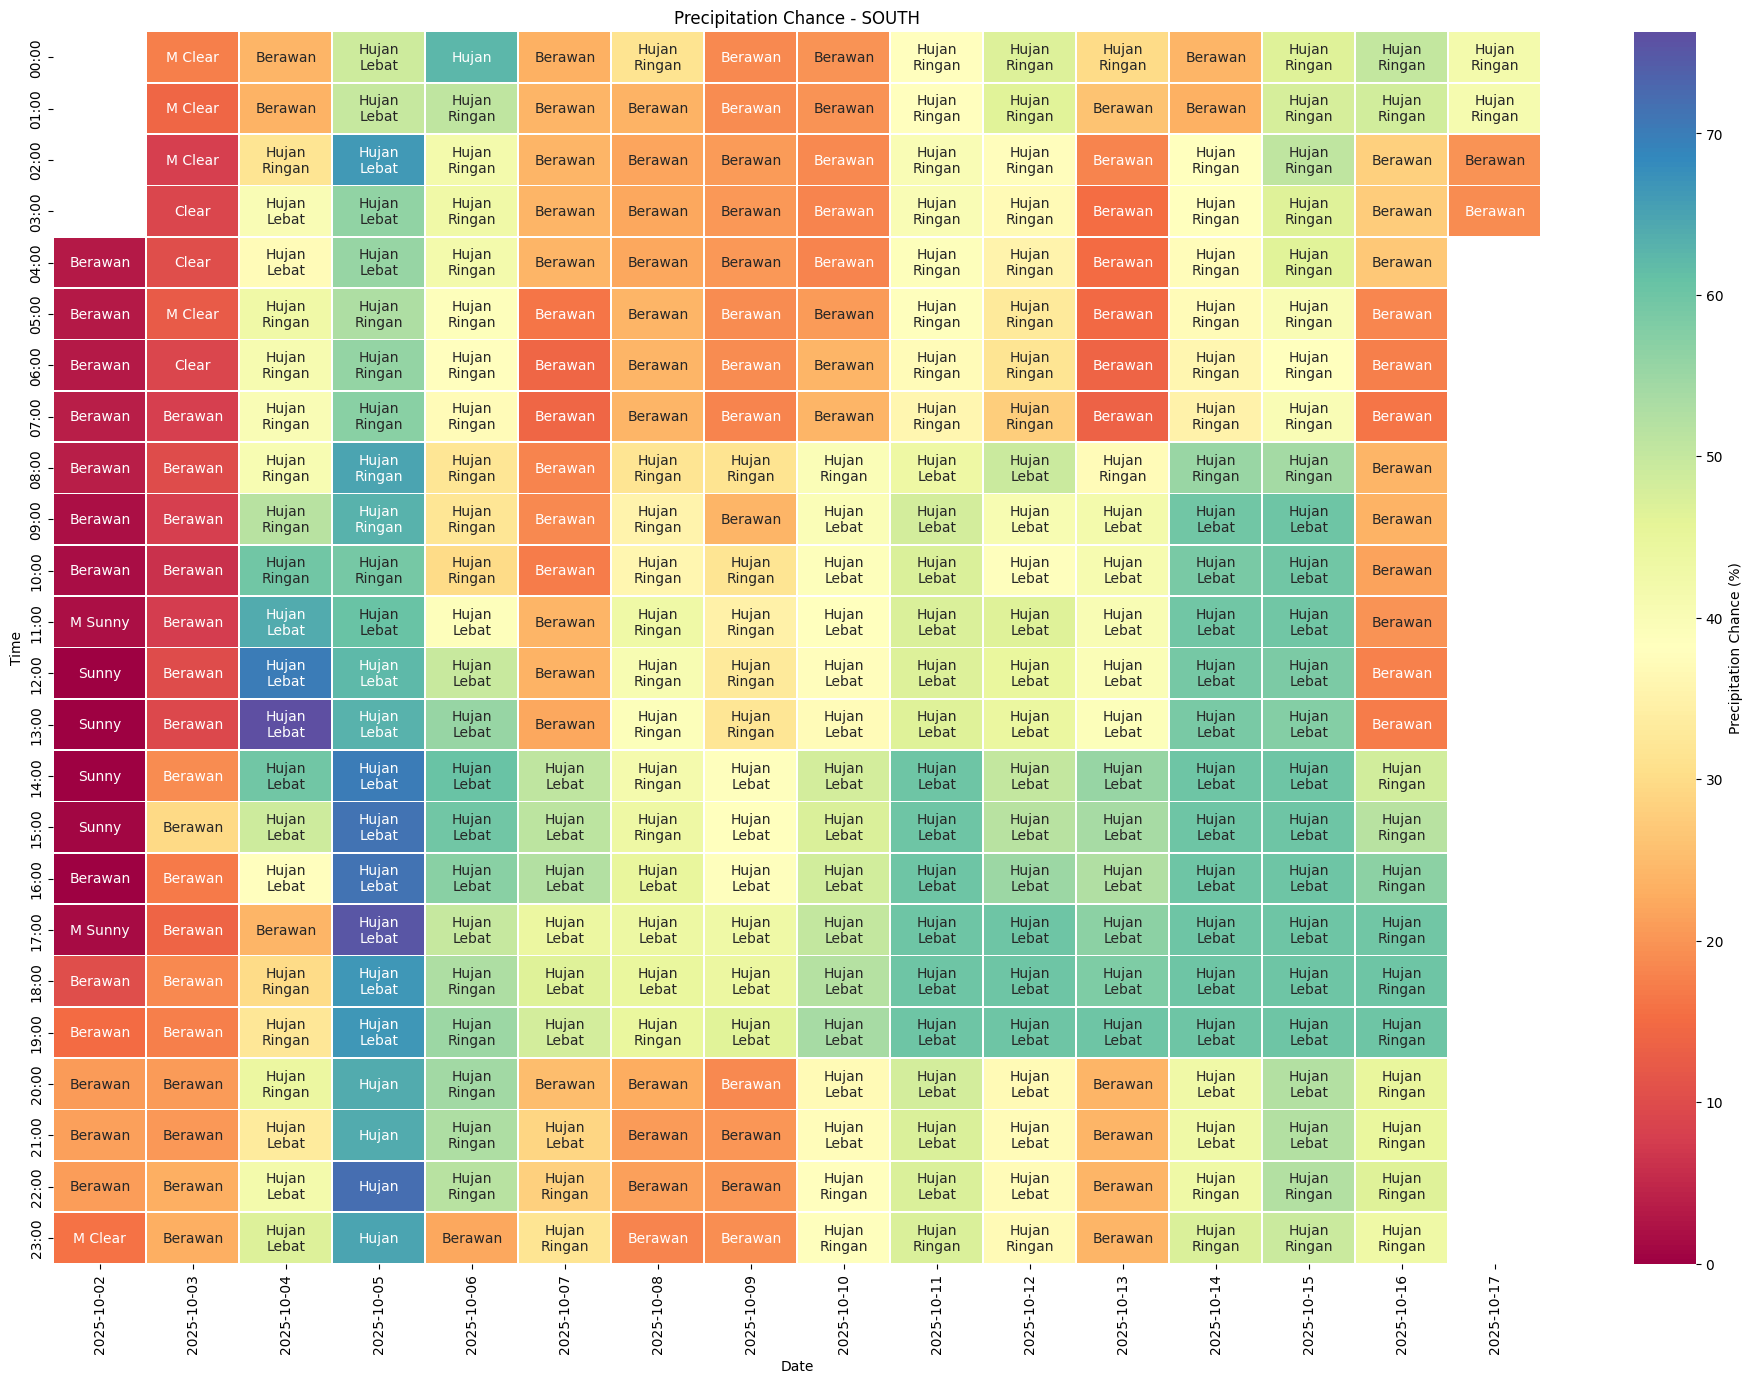 Precipitation Chance - SOUTH
00:00 M Clear Berawan Hujan Lebat Hujan Berawan Hujan Ringan Berawan Berawan Hujan Ringan Hujan Ringan Hujan Ringan Berawan Hujan Ringan Hujan Ringan Hujan Ringan
01:00 M Clear Berawan Hujan Lebat Hujan Ringan Berawan Berawan Berawan Berawan Hujan Ringan Hujan Ringan Berawan Berawan Hujan Ringan Hujan Ringan Hujan Ringan
02:00 M Clear Hujan Ringan Hujan Lebat Hujan Ringan Berawan Berawan Berawan Berawan Hujan Ringan Hujan Ringan Berawan Hujan Ringan Hujan Ringan Berawan Berawan
03:00 Clear Hujan Lebat Hujan Lebat Hujan Ringan Berawan Berawan Berawan Berawan Hujan Ringan Hujan Ringan Berawan Hujan Ringan Hujan Ringan Berawan Berawan
04:00 Berawan Clear Hujan Lebat Hujan Lebat Hujan Ringan Berawan Berawan Berawan Berawan Hujan Ringan Hujan Ringan Berawan Hujan Ringan Hujan Ringan Berawan
05:00 Berawan M Clear Hujan Ringan Hujan Ringan Hujan Ringan Berawan Berawan Berawan Berawan Hujan Ringan Hujan Ringan Berawan Hujan Ringan Hujan Ringan Berawan
06:00 Berawan Clear Hujan Ringan Hujan Ringan Hujan Ringan Berawan Berawan Berawan Berawan Hujan Ringan Hujan Ringan Berawan Hujan Ringan Hujan Ringan Berawan
07:00 Berawan Berawan Hujan Ringan Hujan Ringan Hujan Ringan Berawan Berawan Berawan Berawan Hujan Ringan Hujan Ringan Berawan Hujan Ringan Hujan Ringan Berawan
08:00 Berawan Berawan Hujan Ringan Hujan Ringan Hujan Ringan Berawan Hujan Ringan Hujan Ringan Hujan Ringan Hujan Lebat Hujan Lebat Hujan Ringan Hujan Ringan Hujan Ringan Berawan
09:00 Berawan Berawan Hujan Ringan Hujan Ringan Hujan Ringan Berawan Hujan Ringan Berawan Hujan Lebat Hujan Lebat Hujan Lebat Hujan Lebat Hujan Lebat Hujan Lebat Berawan
10:00 Berawan Berawan Hujan Ringan Hujan Ringan Hujan Ringan Berawan Hujan Ringan Hujan Ringan Hujan Lebat Hujan Lebat Hujan Lebat Hujan Lebat Hujan Lebat Hujan Lebat Berawan
11:00 M Sunny Berawan Hujan Lebat Hujan Lebat Hujan Lebat Berawan Hujan Ringan Hujan Ringan Hujan Lebat Hujan Lebat Hujan Lebat Hujan Lebat Hujan Lebat Hujan Lebat Berawan
12:00 Sunny Berawan Hujan Lebat Hujan Lebat Hujan Lebat Berawan Hujan Ringan Hujan Ringan Hujan Lebat Hujan Lebat Hujan Lebat Hujan Lebat Hujan Lebat Hujan Lebat Berawan
13:00 Sunny Berawan Hujan Lebat Hujan Lebat Hujan Lebat Berawan Hujan Ringan Hujan Ringan Hujan Lebat Hujan Lebat Hujan Lebat Hujan Lebat Hujan Lebat Hujan Lebat Berawan
14:00 Sunny Berawan Hujan Lebat Hujan Lebat Hujan Lebat Hujan Lebat Hujan Ringan Hujan Lebat Hujan Lebat Hujan Lebat Hujan Lebat Hujan Lebat Hujan Lebat Hujan Lebat Hujan Ringan
15:00 Sunny Berawan Hujan Lebat Hujan Lebat Hujan Lebat Hujan Lebat Hujan Ringan Hujan Lebat Hujan Lebat Hujan Lebat Hujan Lebat Hujan Lebat Hujan Lebat Hujan Lebat Hujan Ringan
16:00 Berawan Berawan Hujan Lebat Hujan Lebat Hujan Lebat Hujan Lebat Hujan Lebat Hujan Lebat Hujan Lebat Hujan Lebat Hujan Lebat Hujan Lebat Hujan Lebat Hujan Lebat Hujan Ringan
17:00 M Sunny Berawan Berawan Hujan Lebat Hujan Lebat Hujan Lebat Hujan Lebat Hujan Lebat Hujan Lebat Hujan Lebat Hujan Lebat Hujan Lebat Hujan Lebat Hujan Lebat Hujan Ringan
18:00 Berawan Berawan Hujan Ringan Hujan Lebat Hujan Ringan Hujan Lebat Hujan Lebat Hujan Lebat Hujan Lebat Hujan Lebat Hujan Lebat Hujan Lebat Hujan Lebat Hujan Lebat Hujan Ringan
19:00 Berawan Berawan Hujan Ringan Hujan Lebat Hujan Ringan Hujan Lebat Hujan Ringan Hujan Lebat Hujan Lebat Hujan Lebat Hujan Lebat Hujan Lebat Hujan Lebat Hujan Lebat Hujan Ringan
20:00 Berawan Berawan Hujan Ringan Hujan Hujan Ringan Berawan Berawan Berawan Hujan Lebat Hujan Lebat Hujan Lebat Berawan Hujan Lebat Hujan Lebat Hujan Ringan
21:00 Berawan Berawan Hujan Lebat Hujan Hujan Ringan Hujan Lebat Berawan Berawan Hujan Lebat Hujan Lebat Hujan Lebat Berawan Hujan Lebat Hujan Lebat Hujan Ringan
22:00 Berawan Berawan Hujan Lebat Hujan Hujan Ringan Hujan Ringan Berawan Berawan Hujan Ringan Hujan Lebat Hujan Lebat Berawan Hujan Ringan Hujan Ringan Hujan Ringan
23:00 M Clear Berawan Hujan Lebat Hujan Berawan Hujan Ringan Berawan Berawan Hujan Ringan Hujan Ringan Hujan Ringan Berawan Hujan Ringan Hujan Ringan Hujan Ringan
Time
2025-10-02 2025-10-03 2025-10-04 2025-10-05 2025-10-06 2025-10-07 2025-10-08 2025-10-09 2025-10-10 2025-10-11 2025-10-12 2025-10-13 2025-10-14 2025-10-15 2025-10-16 2025-10-17
Date
70
60
50
40
30
20
10
0
Precipitation Chance (%)